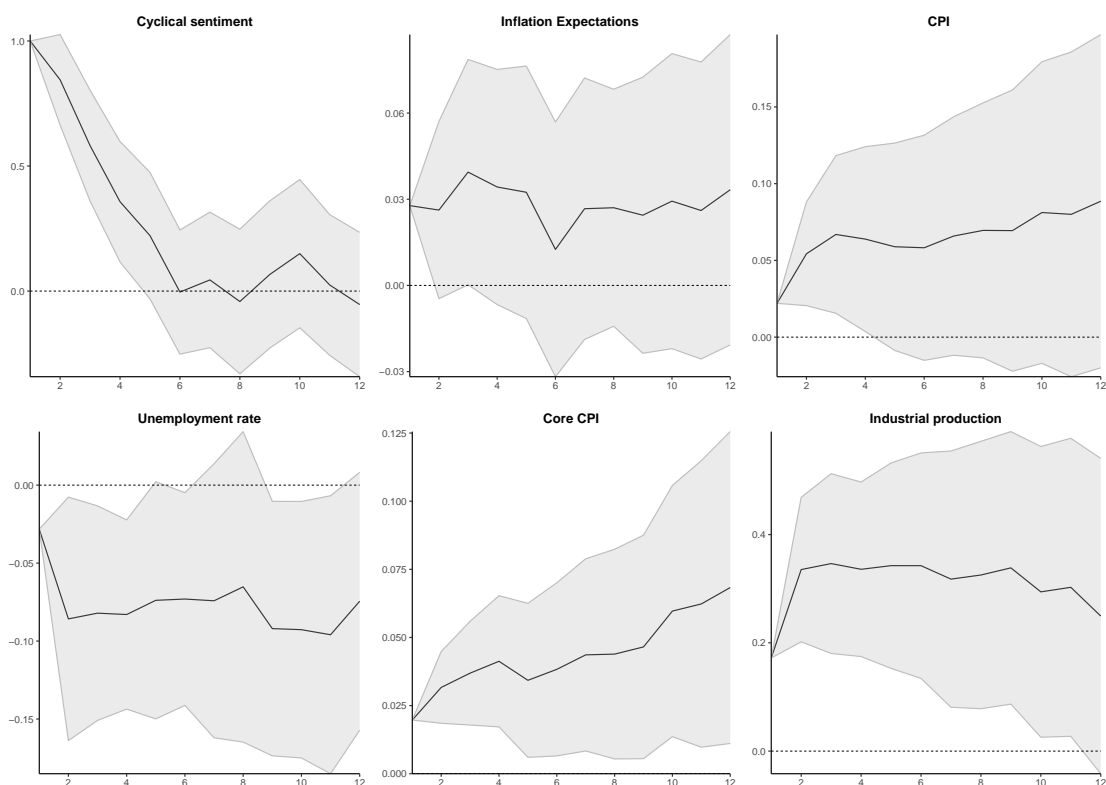 Cyclical sentiment
1.0
0.5
0.0
2 4 6 8 10 12
Inflation Expectations
0.06
0.03
0.00
−0.03
2 4 6 8 10 12
CPI
0.15
0.10
0.05
0.00
2 4 6 8 10 12
Unemployment rate
0.00
−0.05
−0.10
−0.15
2 4 6 8 10 12
Core CPI
0.125
0.100
0.075
0.050
0.025
0.000
2 4 6 8 10 12
Industrial production
0.4
0.2
0.0
2 4 6 8 10 12